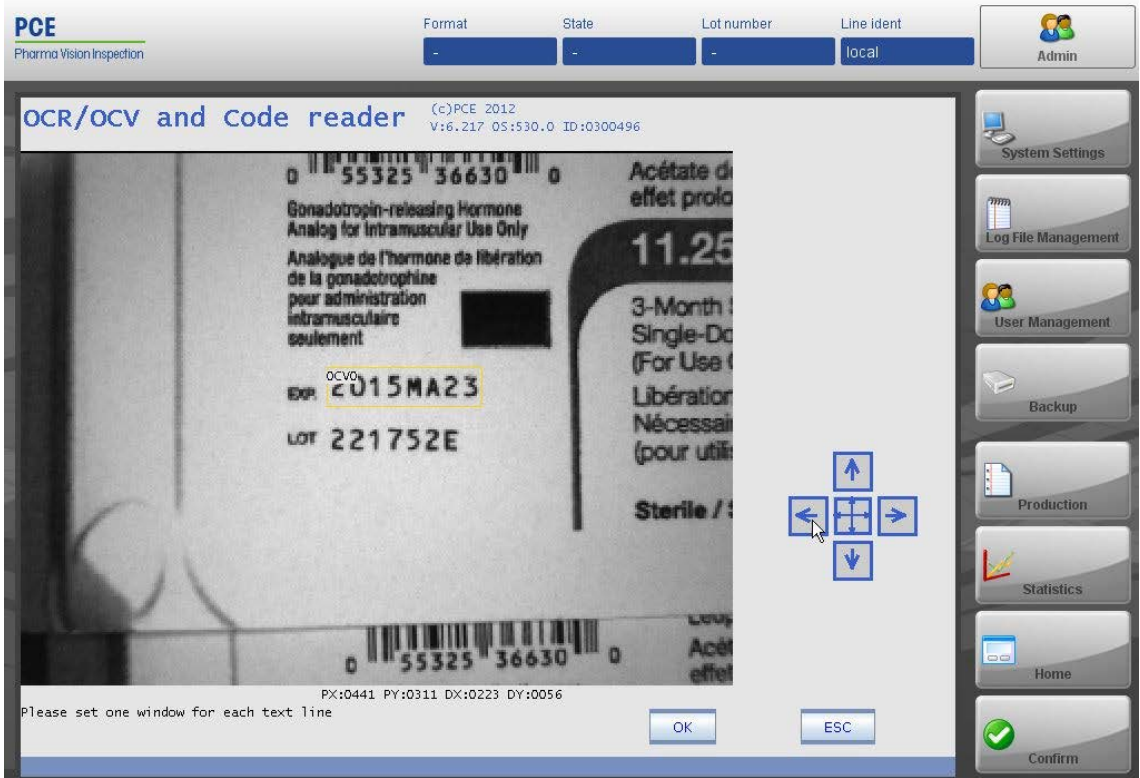 PCE
Pharma Vision Inspection
Format
State
Lot number
Line ident
-
-
-
local
Admin
OCR/OCV and Code reader
(c)PCE 2012
V:6.217 OS:530.0 ID:0300496
0 55325 36630 0
Gonadotropin-releasing Hormone
Analog for Intramuscular Use Only
Analogue de l'hormone de libération
de la gonadotrophine
pour administration
intramusculaire
seulement
OCV0
EXP. 2015MA23
LOT 221752E
Acétate
effet
11.25
3-Month
Single-
(For Use
Libération
(pour
Sterile /
0 55325 36630 0
effet
PX:0441 PY:0311 DX:0223 DY:0056
Please set one window for each text line
OK
ESC
System Settings
Log File Management
User Management
Backup
Production
Statistics
Home
Confirm